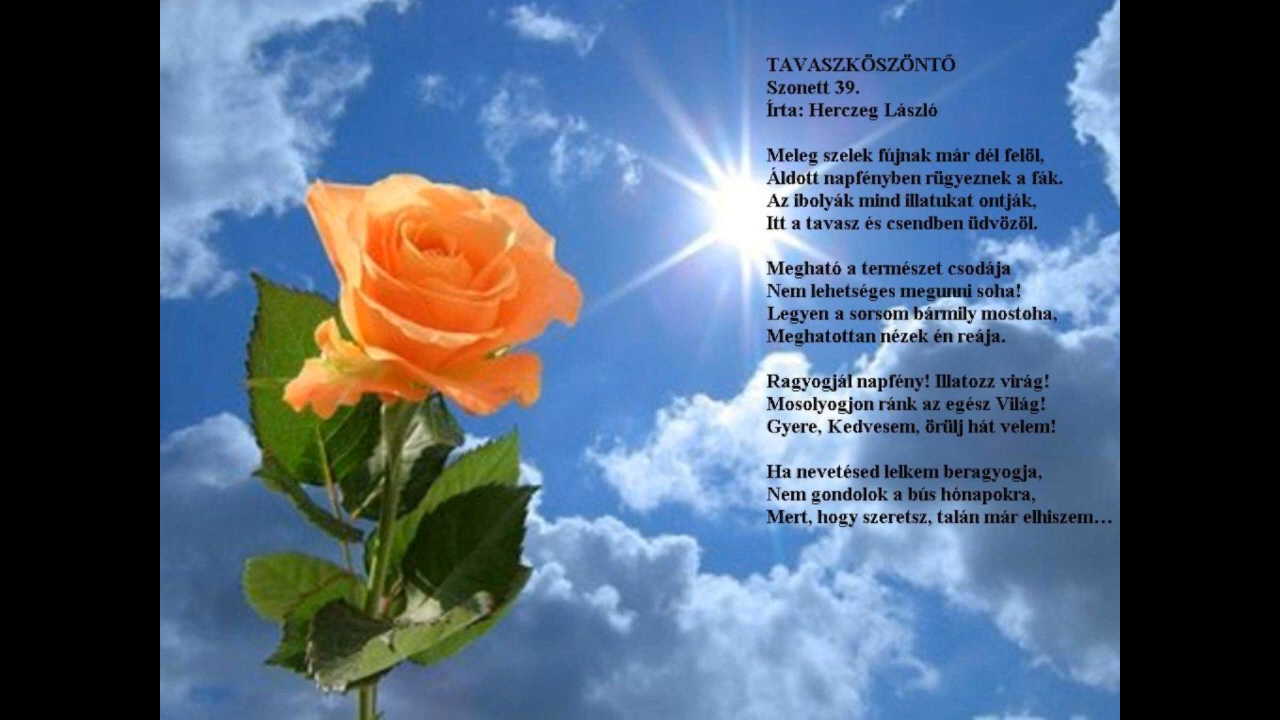 TAVASZKÖSZÖNTŐ
Szonett 39.
Írta: Herczeg László
Meleg szelek fújnak már dél felöl,
Áldott napfényben rügyeznek a fák.
Az ibolyák mind illatukat ontják,
Itt a tavasz és csendben üdvözöl.
Megható a természet csodája
Nem lehetséges megunni soha!
Legyen a sorsom bármily mostoha,
Meghatottan nézek én reája.
Ragyogjál napfény! Illatozz virág!
Mosolyogjon ránk az egész Világ!
Gyere, Kedvesem, örülj hát velem!
Ha nevetésed lelkem beragyogja,
Nem gondolok a bús hónapokra,
Mert, hogy szeretsz, talán már elhiszem…